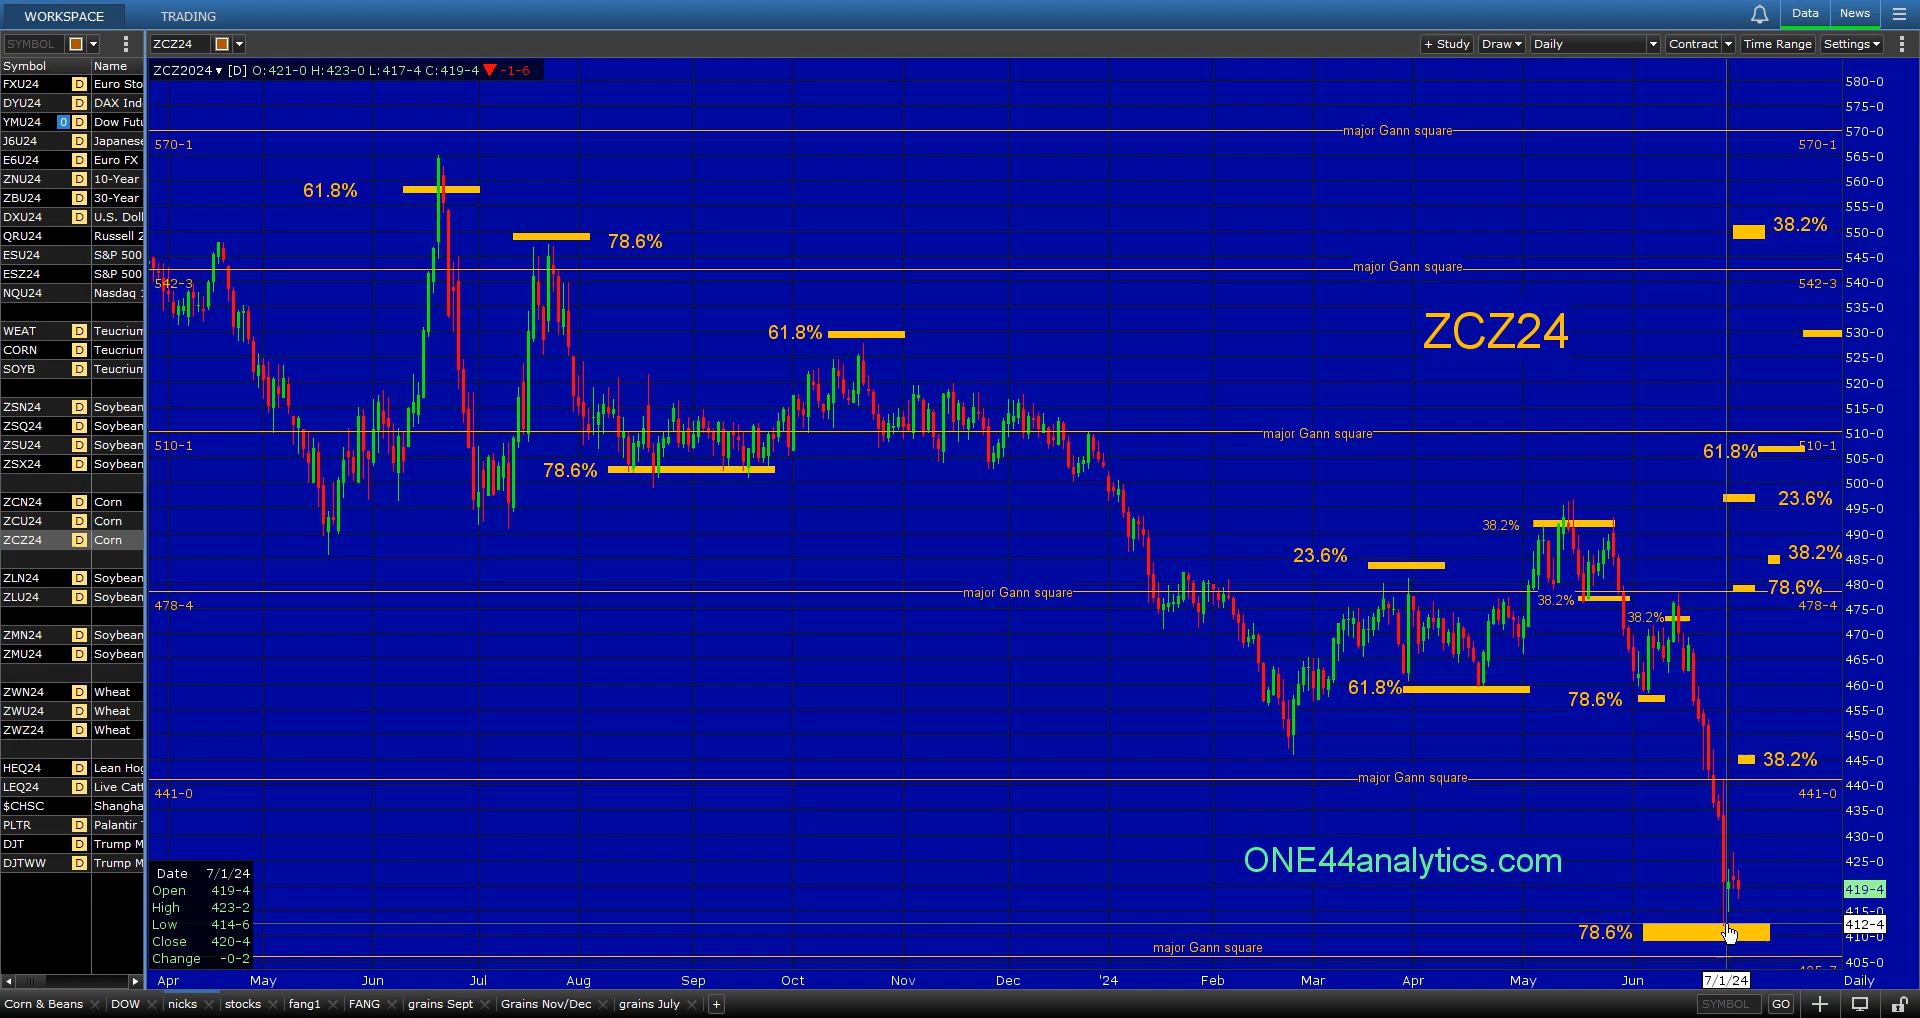 WORKSPACE TRADING Data News
SYMBOL ZCZ24 + Study Draw Daily Contract Time Range Settings
Symbol Name
ZCZ2024 [D] O:421-0 H:423-0 L:417-4 C:419-4 -1-6
FXU24 D Euro Sto
DYU24 D DAX Ind
YMU24 0 D Dow Futu
J6U24 D Japanese
E6U24 D Euro FX
ZNU24 D 10-Year
ZBU24 D 30-Year
DXU24 D U.S. Doll
QRU24 Russell 2
ESU24 S&P 500
ESZ24 S&P 500
NQU24 Nasdaq 1
WEAT D Teucrium
CORN D Teucrium
SOYB D Teucrium
ZSN24 D Soybean
ZSQ24 D Soybean
ZSU24 D Soybean
ZSX24 D Soybean
ZCN24 D Corn
ZCU24 D Corn
ZCZ24 D Corn
ZLN24 D Soybean
ZLU24 D Soybean
ZMN24 D Soybean
ZMU24 D Soybean
ZWN24 D Wheat
ZWU24 D Wheat
ZWZ24 D Wheat
HEQ24 D Lean Hog
LEQ24 D Live Catt
$CHSC Shangha
PLTR D Palantir
DJT D Trump M
DJTWW D Trump M
major Gann square
570-1 570-1
61.8%
38.2%
78.6%
major Gann square
542-3 542-3
ZCZ24
61.8%
major Gann square
510-1 61.8% 510-1
78.6%
23.6%
38.2%
23.6% 38.2%
78.6%
major Gann square
38.2%
478-4 478-4
38.2%
61.8%
78.6%
38.2%
major Gann square
441-0 441-0
ONE44analytics.com
78.6%
major Gann square
580-0
575-0
570-0
565-0
560-0
555-0
550-0
545-0
540-0
535-0
530-0
525-0
520-0
515-0
510-0
505-0
500-0
495-0
490-0
485-0
480-0
475-0
470-0
465-0
460-0
455-0
450-0
445-0
440-0
435-0
430-0
425-0
419-4
415-0
412-4
410-0
405-0
Date 7/1/24
Open 419-4
High 423-2
Low 414-6
Close 420-4
Change -0-2
Apr May Jun Jul Aug Sep Oct Nov Dec '24 Feb Mar Apr May Jun 7/1/24 Daily
Corn & Beans DOW nicks stocks fang1 FANG grains Sept Grains Nov/Dec grains July + SYMBOL GO